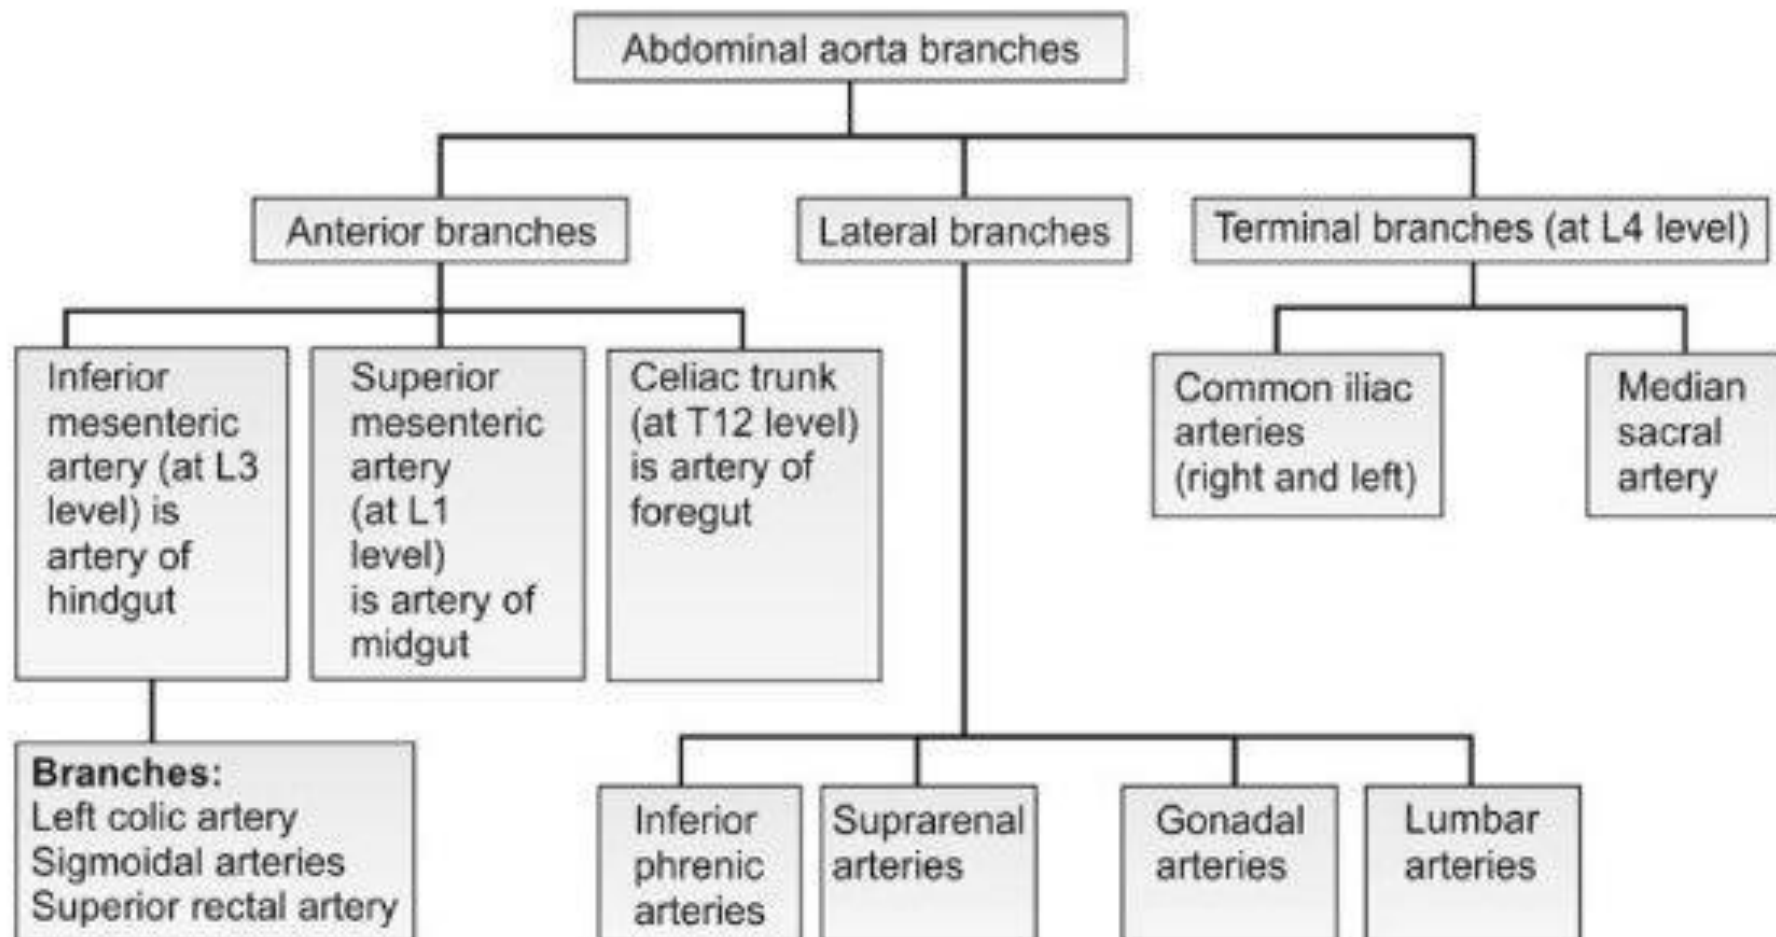 Abdominal aorta branches
Anterior branches
Lateral branches
Terminal branches (at L4 level)
Inferior
mesenteric
artery (at L3
level) is
artery of
hindgut
Superior
mesenteric
artery
(at L1
level)
is artery of
midgut
Celiac trunk
(at T12 level)
is artery of
foregut
Common iliac
arteries
(right and left)
Median
sacral
artery
Branches:
Left colic artery
Sigmoidal arteries
Superior rectal artery
Inferior
phrenic
arteries
Suprarenal
arteries
Gonadal
arteries
Lumbar
arteries